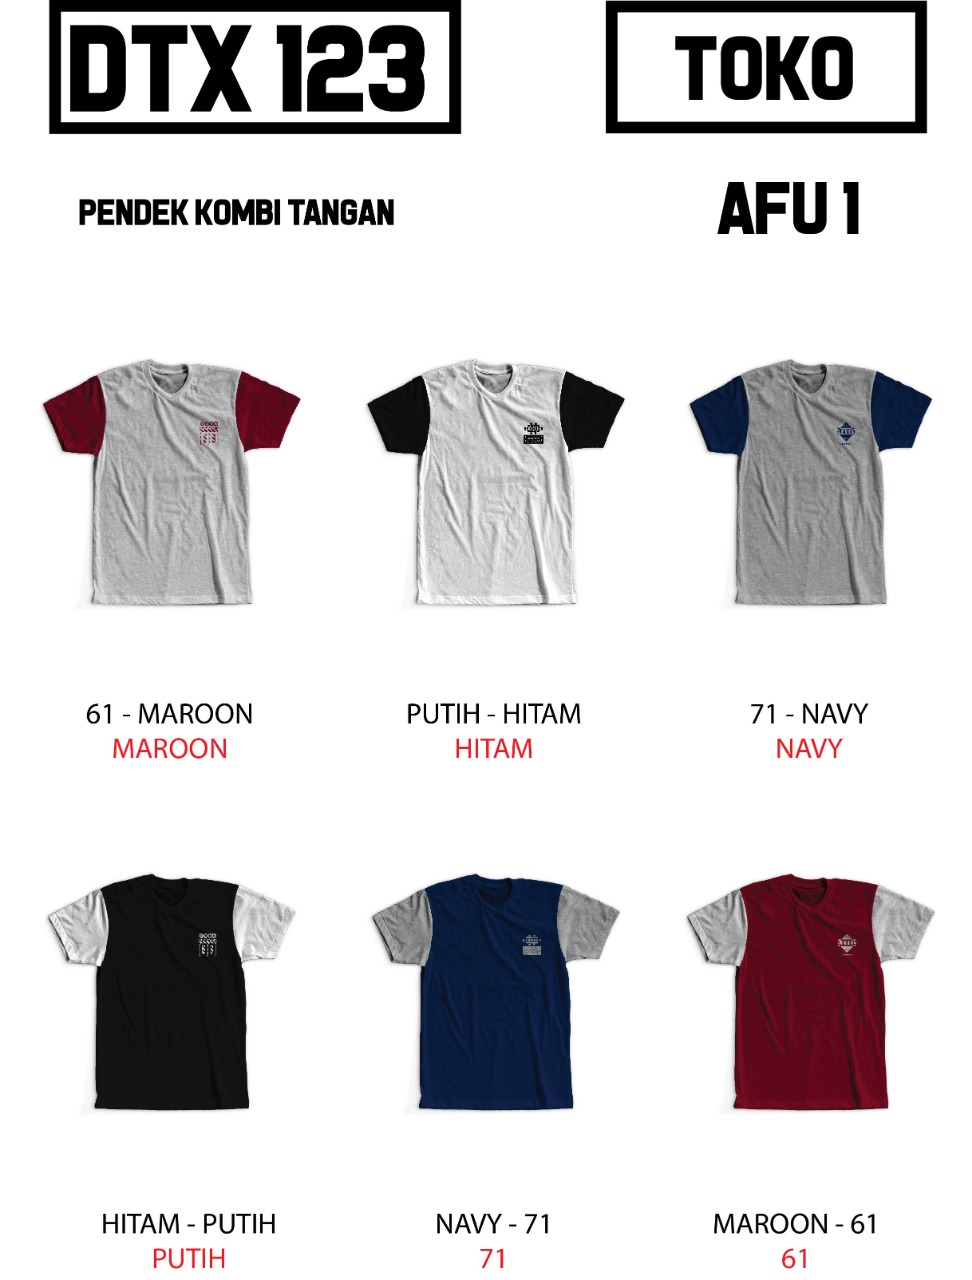 DTX 123
TOKO
PENDEK KOMBI TANGAN
AFU 1
61 - MAROON
MAROON
PUTIH - HITAM
HITAM
71 - NAVY
NAVY
HITAM - PUTIH
PUTIH
NAVY - 71
71
MAROON - 61
61